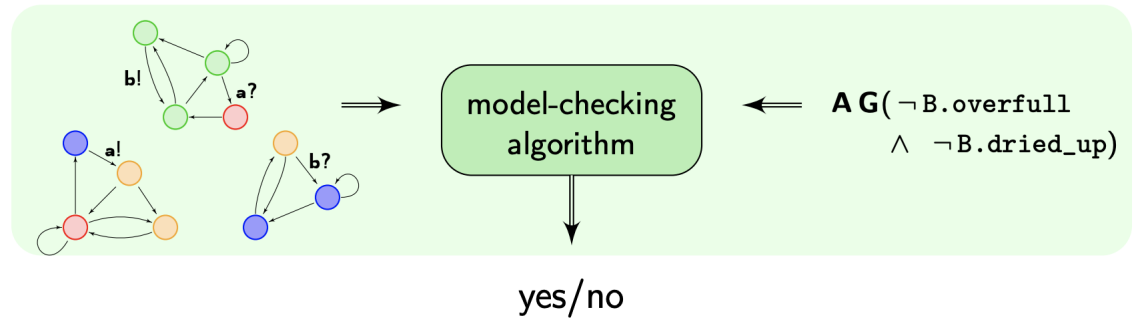 b!
a?
a!
b?
model-checking
algorithm
A G(¬B.overfull
∧ ¬B.dried_up)
yes/no